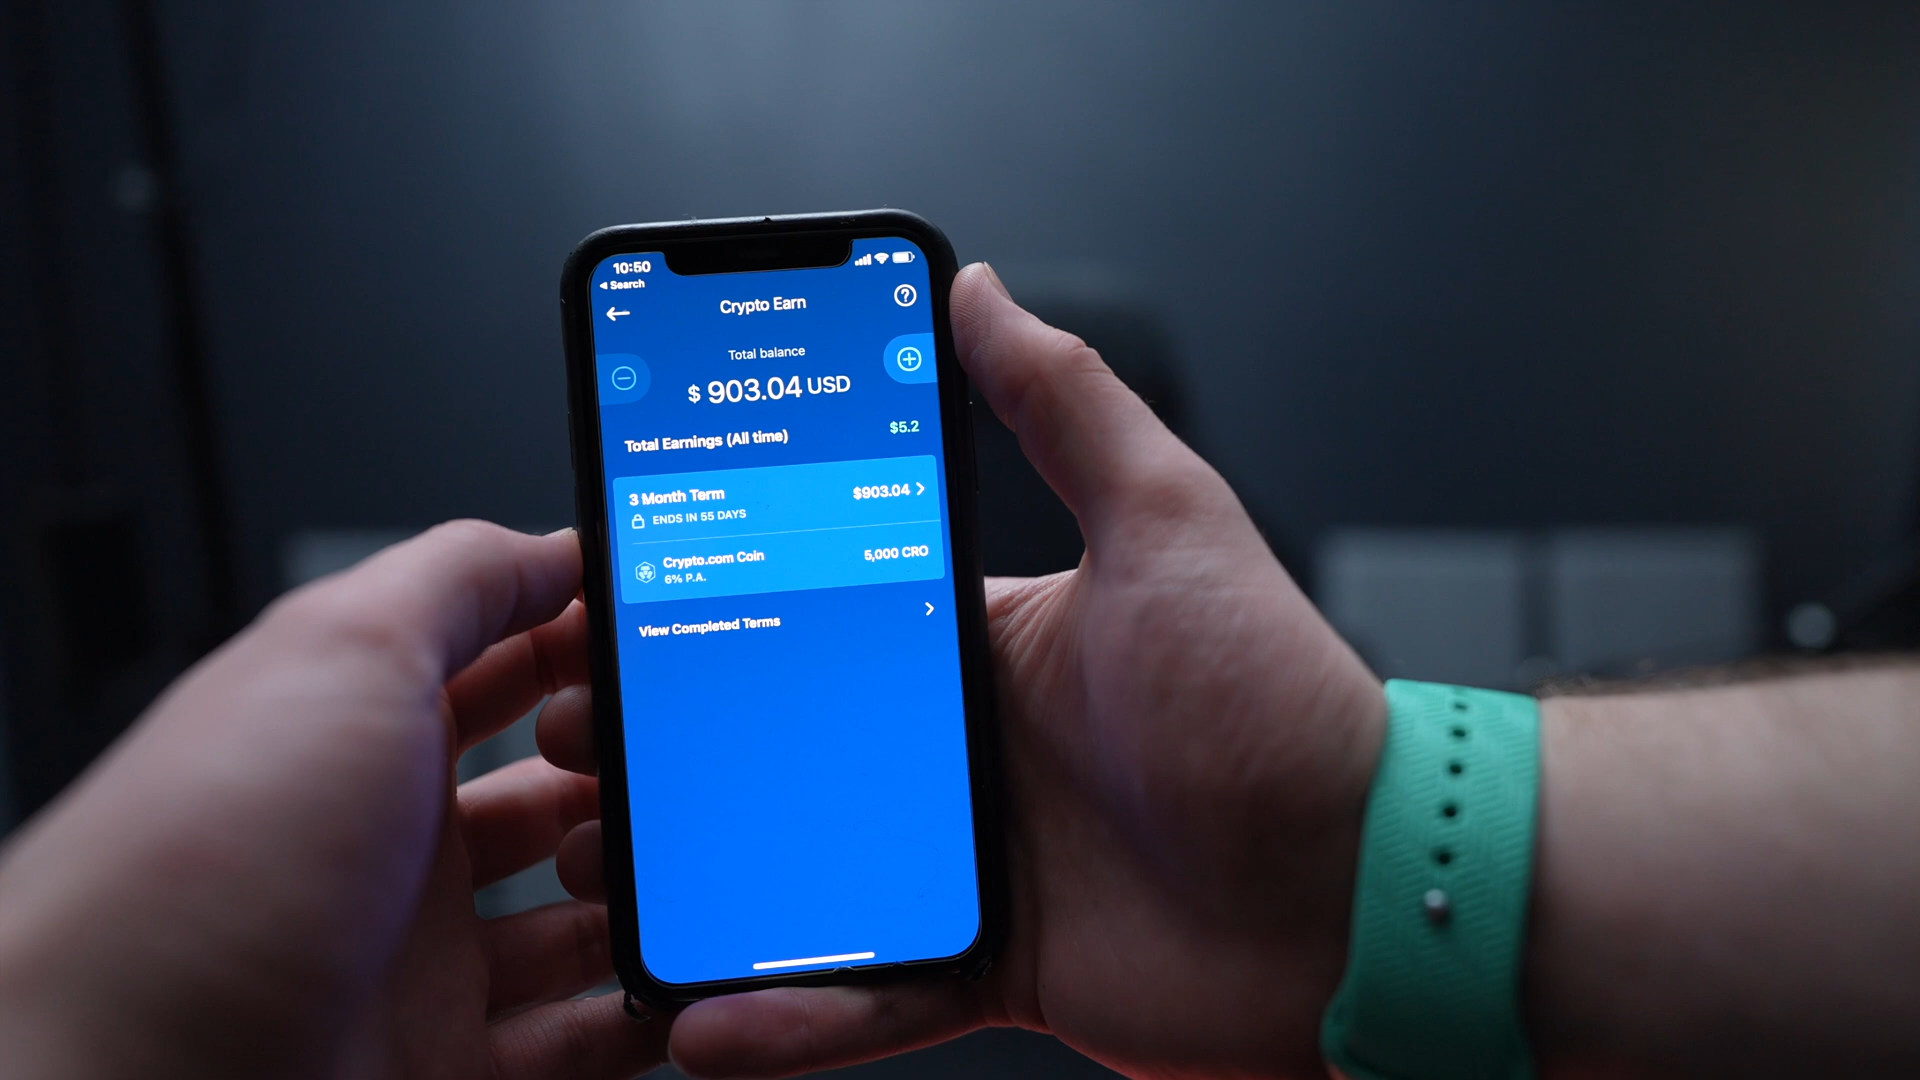 10:50
Search
Crypto Earn
Total balance
$ 903.04 USD
Total Earnings (All time) $5.2
3 Month Term $903.04
ENDS IN 55 DAYS
Crypto.com Coin 5,000 CRO
6% P.A.
View Completed Terms